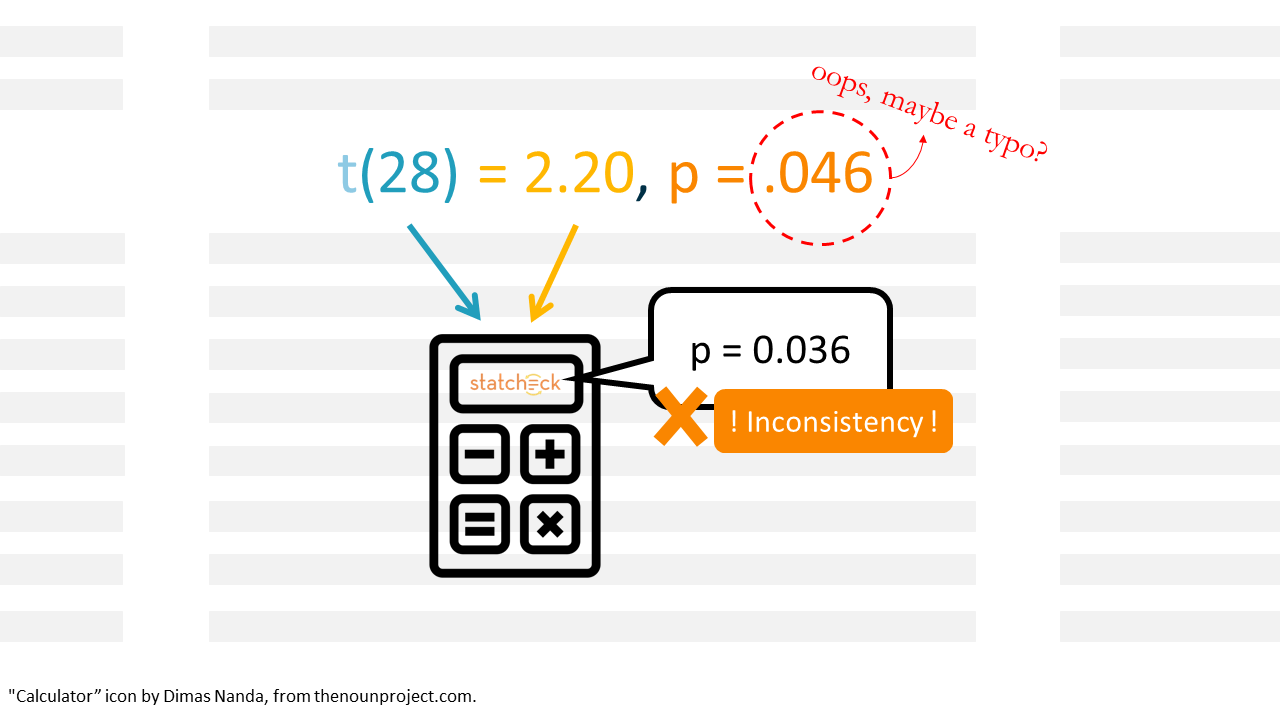 oops, maybe a typo?
t(28) = 2.20, p = .046
p = 0.036
statcheck
! Inconsistency !
"Calculator” icon by Dimas Nanda, from thenounproject.com.